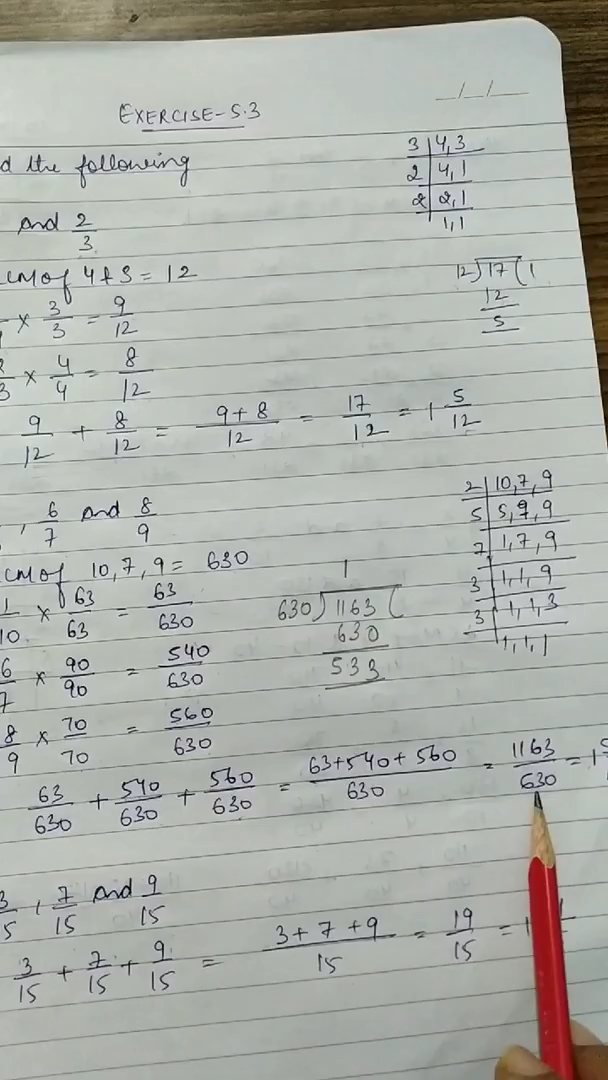 EXERCISE-5.3
the following
3 | 4, 3
2 | 4, 1
2 | 2, 1
1, 1
and 2/3
LCM of 4 & 3 = 12
12)17(1
12
5
× 3/3 = 9/12
× 4/4 = 8/12
9/12 + 8/12 = 9+8/12 = 17/12 = 1 5/12
, 6/7 and 8/9
2 | 10, 7, 9
5 | 5, 7, 9
7 | 1, 7, 9
3 | 1, 1, 9
3 | 1, 1, 3
1, 1, 1
CM of 10, 7, 9 = 630
1
630)1163(
630
533
1/10 × 63/63 = 63/630
6/7 × 90/90 = 540/630
8/9 × 70/70 = 560/630
63/630 + 540/630 + 560/630 = 63+540+560/630 = 1163/630 = 1
, 7/15 and 9/15
3/15 + 7/15 + 9/15 = 3+7+9/15 = 19/15 =